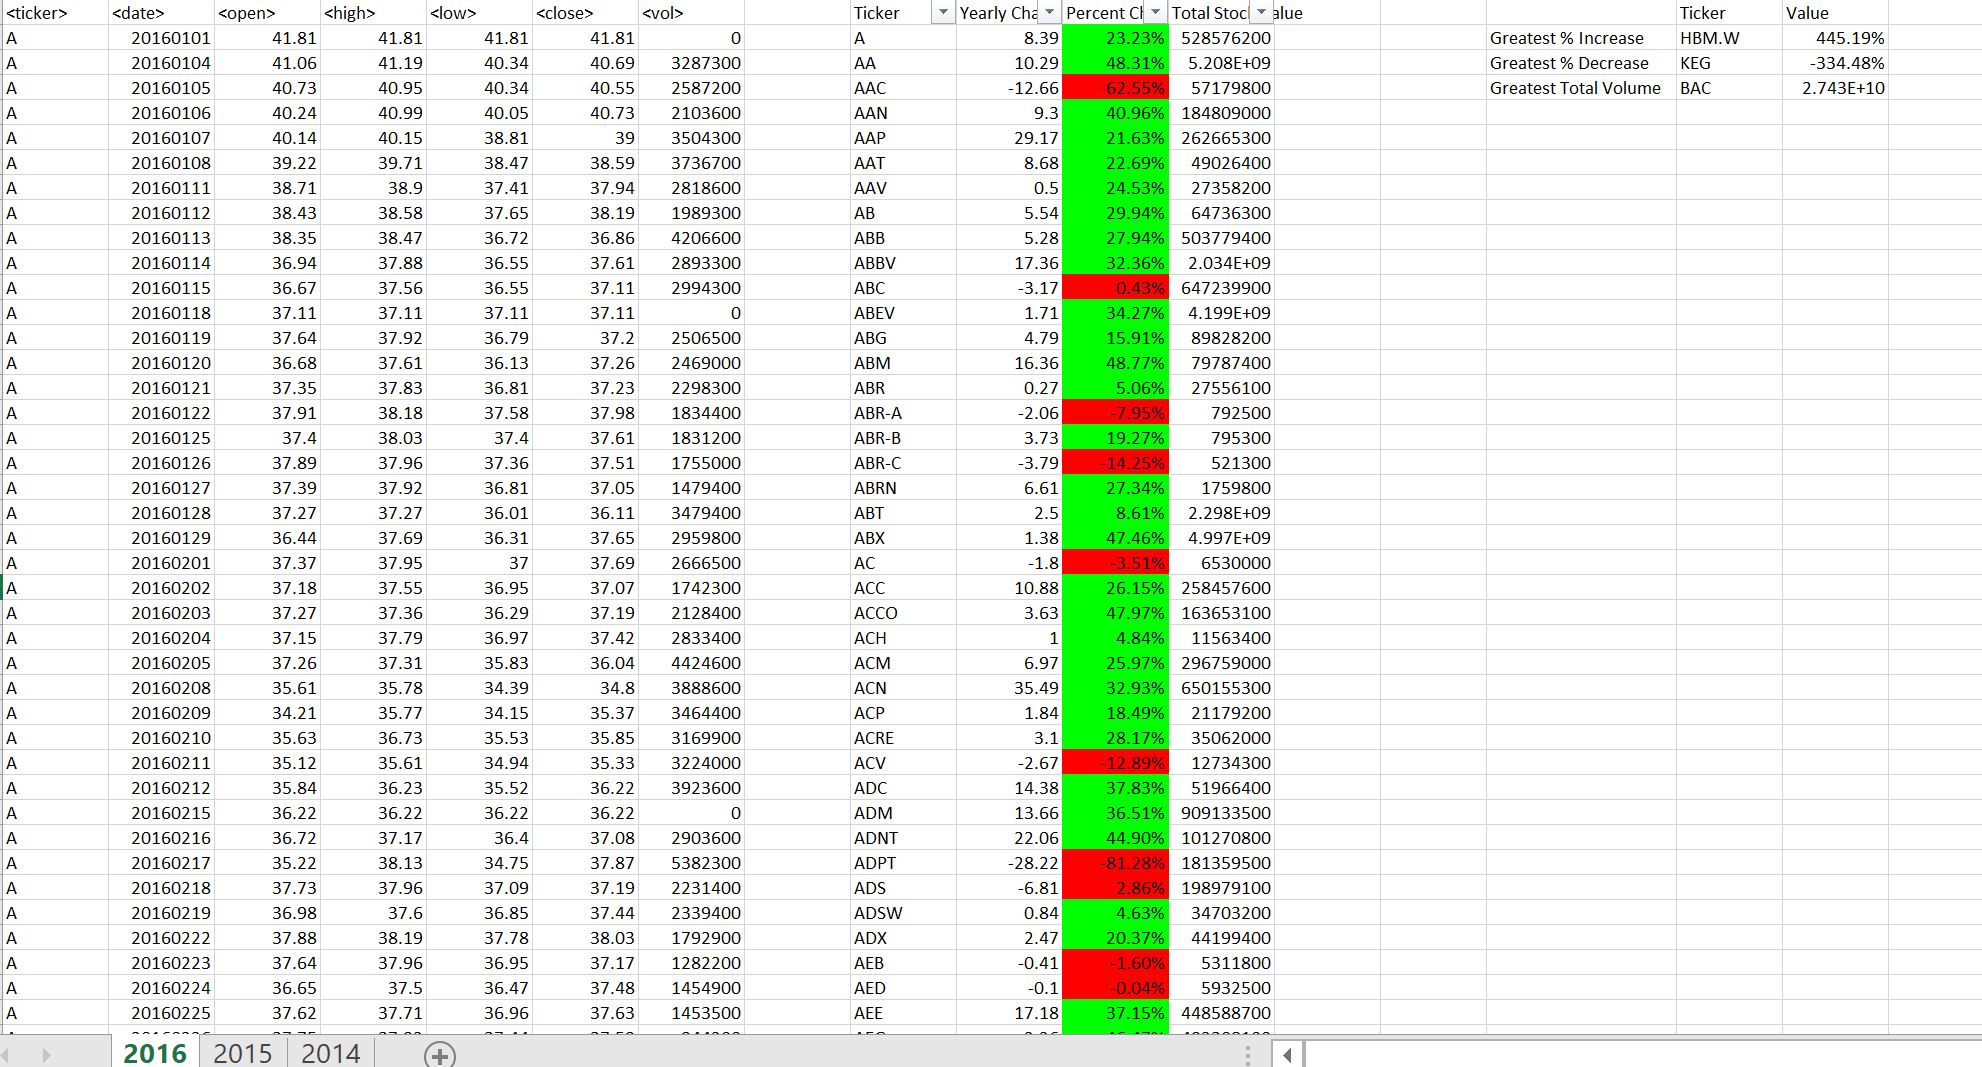 <ticker> <date> <open> <high> <low> <close> <vol> Ticker Yearly Cha Percent Ch Total Stoc alue Ticker Value
A 20160101 41.81 41.81 41.81 41.81 0 A 8.39 23.23% 528576200 Greatest % Increase HBM.W 445.19%
A 20160104 41.06 41.19 40.34 40.69 3287300 AA 10.29 48.31% 5.208E+09 Greatest % Decrease KEG -334.48%
A 20160105 40.73 40.95 40.34 40.55 2587200 AAC -12.66 -62.55% 57179800 Greatest Total Volume BAC 2.743E+10
A 20160106 40.24 40.99 40.05 40.73 2103600 AAN 9.3 40.96% 184809000
A 20160107 40.14 40.15 38.81 39 3504300 AAP 29.17 21.63% 262665300
A 20160108 39.22 39.71 38.47 38.59 3736700 AAT 8.68 22.69% 49026400
A 20160111 38.71 38.9 37.41 37.94 2818600 AAV 0.5 24.53% 27358200
A 20160112 38.43 38.58 37.65 38.19 1989300 AB 5.54 29.94% 64736300
A 20160113 38.35 38.47 36.72 36.86 4206600 ABB 5.28 27.94% 503779400
A 20160114 36.94 37.88 36.55 37.61 2893300 ABBV 17.36 32.36% 2.034E+09
A 20160115 36.67 37.56 36.55 37.11 2994300 ABC -3.17 0.43% 647239900
A 20160118 37.11 37.11 37.11 37.11 0 ABEV 1.71 34.27% 4.199E+09
A 20160119 37.64 37.92 36.79 37.2 2506500 ABG 4.79 15.91% 89828200
A 20160120 36.68 37.61 36.13 37.26 2469000 ABM 16.36 48.77% 79787400
A 20160121 37.35 37.83 36.81 37.23 2298300 ABR 0.27 5.06% 27556100
A 20160122 37.91 38.18 37.58 37.98 1834400 ABR-A -2.06 -7.95% 792500
A 20160125 37.4 38.03 37.4 37.61 1831200 ABR-B 3.73 19.27% 795300
A 20160126 37.89 37.96 37.36 37.51 1755000 ABR-C -3.79 -14.25% 521300
A 20160127 37.39 37.92 36.81 37.05 1479400 ABRN 6.61 27.34% 1759800
A 20160128 37.27 37.27 36.01 36.11 3479400 ABT 2.5 8.61% 2.298E+09
A 20160129 36.44 37.69 36.31 37.65 2959800 ABX 1.38 47.46% 4.997E+09
A 20160201 37.37 37.95 37 37.69 2666500 AC -1.8 -3.51% 6530000
A 20160202 37.18 37.55 36.95 37.07 1742300 ACC 10.88 26.15% 258457600
A 20160203 37.27 37.36 36.29 37.19 2128400 ACCO 3.63 47.97% 163653100
A 20160204 37.15 37.79 36.97 37.42 2833400 ACH 1 4.84% 11563400
A 20160205 37.26 37.31 35.83 36.04 4424600 ACM 6.97 25.97% 296759000
A 20160208 35.61 35.78 34.39 34.8 3888600 ACN 35.49 32.93% 650155300
A 20160209 34.21 35.77 34.15 35.37 3464400 ACP 1.84 18.49% 21179200
A 20160210 35.63 36.73 35.53 35.85 3169900 ACRE 3.1 28.17% 35062000
A 20160211 35.12 35.61 34.94 35.33 3224000 ACV -2.67 -12.89% 12734300
A 20160212 35.84 36.23 35.52 36.22 3923600 ADC 14.38 37.83% 51966400
A 20160215 36.22 36.22 36.22 36.22 0 ADM 13.66 36.51% 909133500
A 20160216 36.72 37.17 36.4 37.08 2903600 ADNT 22.06 44.90% 101270800
A 20160217 35.22 38.13 34.75 37.87 5382300 ADPT -28.22 -81.28% 181359500
A 20160218 37.73 37.96 37.09 37.19 2231400 ADS -6.81 2.86% 198979100
A 20160219 36.98 37.6 36.85 37.44 2339400 ADSW 0.84 4.63% 34703200
A 20160222 37.88 38.19 37.78 38.03 1792900 ADX 2.47 20.37% 44199400
A 20160223 37.64 37.96 36.95 37.17 1282200 AEB -0.41 -1.60% 5311800
A 20160224 36.65 37.5 36.47 37.48 1454900 AED -0.1 -0.04% 5932500
A 20160225 37.62 37.71 36.96 37.63 1453500 AEE 17.18 37.15% 448588700
2016 2015 2014